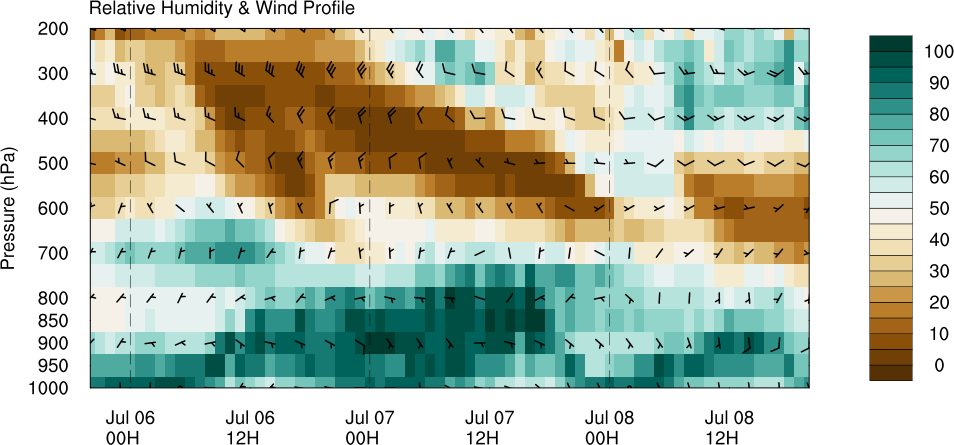 Relative Humidity & Wind Profile
Pressure (hPa)
200
300
400
500
600
700
800
850
900
950
1000
Jul 06 00H
Jul 06 12H
Jul 07 00H
Jul 07 12H
Jul 08 00H
Jul 08 12H
100
90
80
70
60
50
40
30
20
10
0